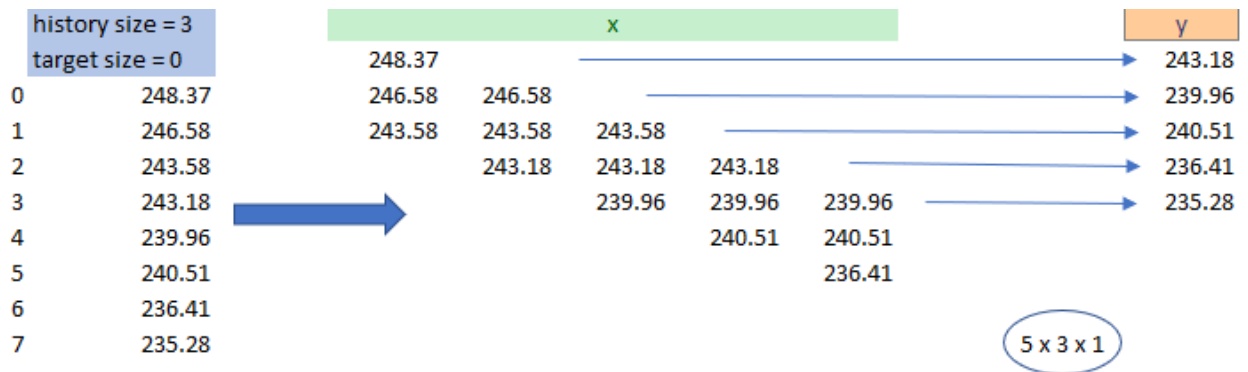 history size = 3 x y
target size = 0 248.37 243.18
0 248.37 246.58 246.58 239.96
1 246.58 243.58 243.58 243.58 240.51
2 243.58 243.18 243.18 243.18 236.41
3 243.18 239.96 239.96 239.96 235.28
4 239.96 240.51 240.51
5 240.51 236.41
6 236.41
7 235.28 5 x 3 x 1